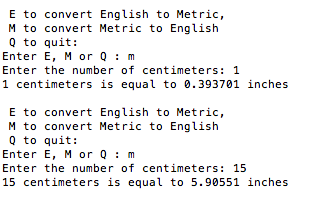 E to convert English to Metric,
M to convert Metric to English
Q to quit:
Enter E, M or Q : m
Enter the number of centimeters: 1
1 centimeters is equal to 0.393701 inches
E to convert English to Metric,
M to convert Metric to English
Q to quit:
Enter E, M or Q : m
Enter the number of centimeters: 15
15 centimeters is equal to 5.90551 inches